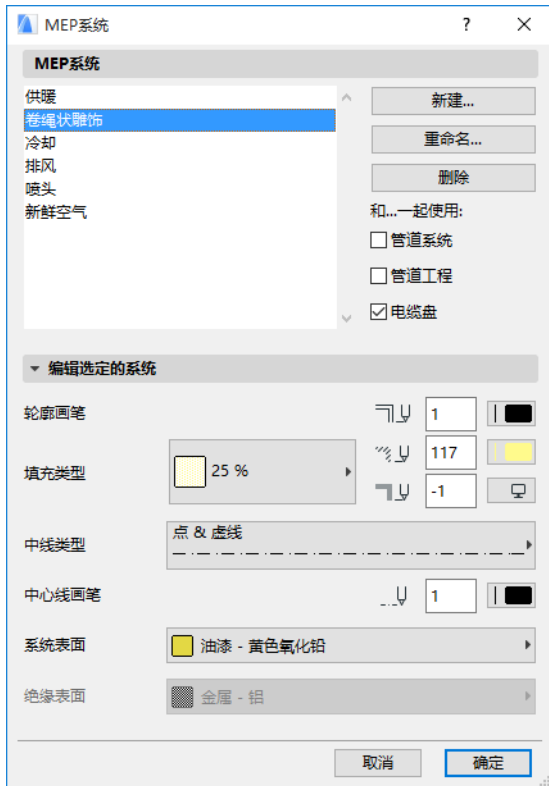 MEP系统
MEP系统
供暖
卷绳状雕饰
冷却
排风
喷头
新鲜空气
新建...
重命名...
删除
和...一起使用:
管道系统
管道工程
电缆盘
编辑选定的系统
轮廓画笔
1
填充类型
25 %
117
-1
中线类型
点 & 虚线
中心线画笔
1
系统表面
油漆 - 黄色氧化铅
绝缘表面
金属 - 铝
取消
确定